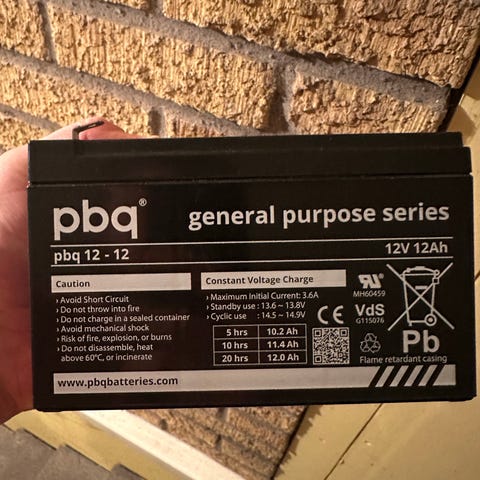 pbq®
general purpose series
pbq 12 - 12
12V 12Ah
Caution
› Avoid Short Circuit
› Do not throw into fire
› Do not charge in a sealed container
› Avoid mechanical shock
› Risk of fire, explosion, or burns
› Do not disassemble, heat
above 60°C, or incinerate
Constant Voltage Charge
› Maximum Initial Current: 3.6A
› Standby use : 13.6 ~ 13.8V
› Cyclic use : 14.5 ~ 14.9V
5 hrs 10.2 Ah
10 hrs 11.4 Ah
20 hrs 12.0 Ah
MH60459
CE
VdS
G115076
Pb
Flame retardant casing
www.pbqbatteries.com